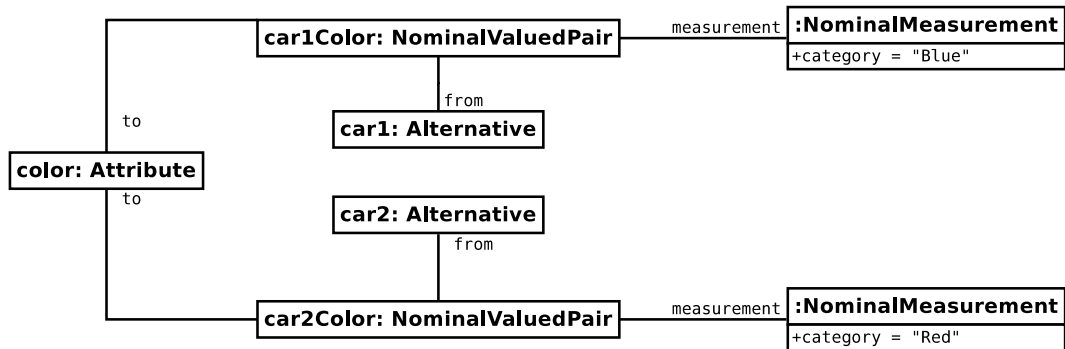 car1Color: NominalValuedPair
measurement
:NominalMeasurement
+category = "Blue"
from
car1: Alternative
to
color: Attribute
to
car2: Alternative
from
car2Color: NominalValuedPair
measurement
:NominalMeasurement
+category = "Red"